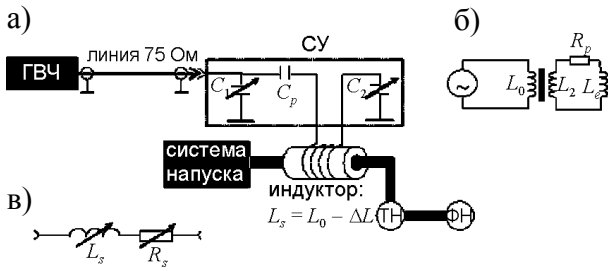 а)
СУ
б)
ГВЧ
линия 75 Ом
C₁
Cₚ
C₂
Rₚ
L₀
L₂
Lₑ
система
напуска
индуктор:
Lₛ = L₀ − ΔL
ТН
ФН
в)
Lₛ
Rₛ